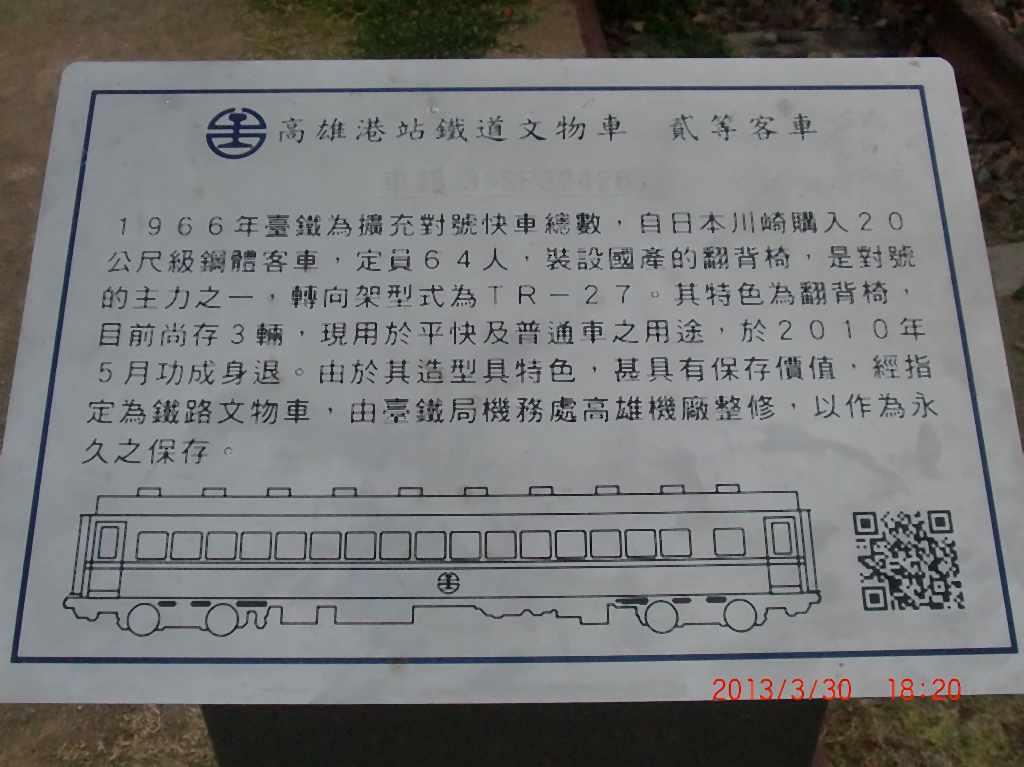 高雄港站鐵道文物車 貳等客車
１９６６年臺鐵為擴充對號快車總數，自日本川崎購入２０
公尺級鋼體客車，定員６４人，裝設國產的翻背椅，是對號
的主力之一，轉向架型式為ＴＲ－２７。其特色為翻背椅，
目前尚存３輛，現用於平快及普通車之用途，於２０１０年
５月功成身退。由於其造型具特色，甚具有保存價值，經指
定為鐵路文物車，由臺鐵局機務處高雄機廠整修，以作為永
久之保存。
2013/3/30 18:20